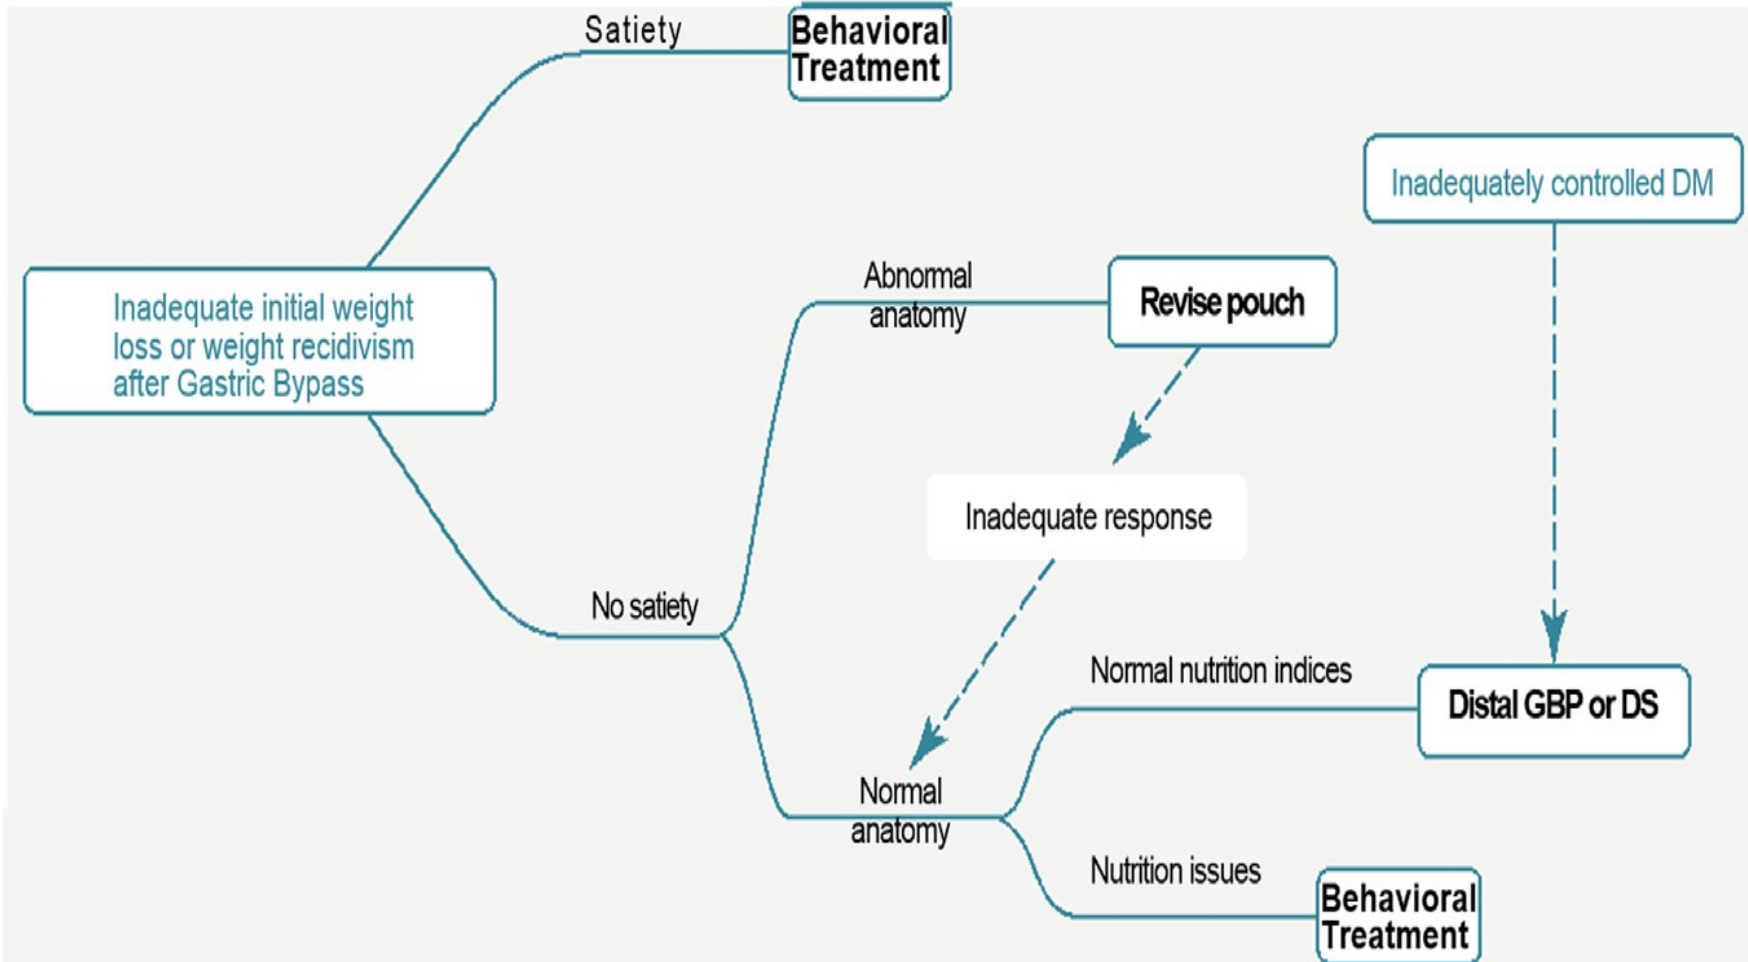 Satiety
Behavioral
Treatment
Inadequately controlled DM
Abnormal
anatomy
Revise pouch
Inadequate initial weight
loss or weight recidivism
after Gastric Bypass
Inadequate response
No satiety
Normal nutrition indices
Distal GBP or DS
Normal
anatomy
Nutrition issues
Behavioral
Treatment